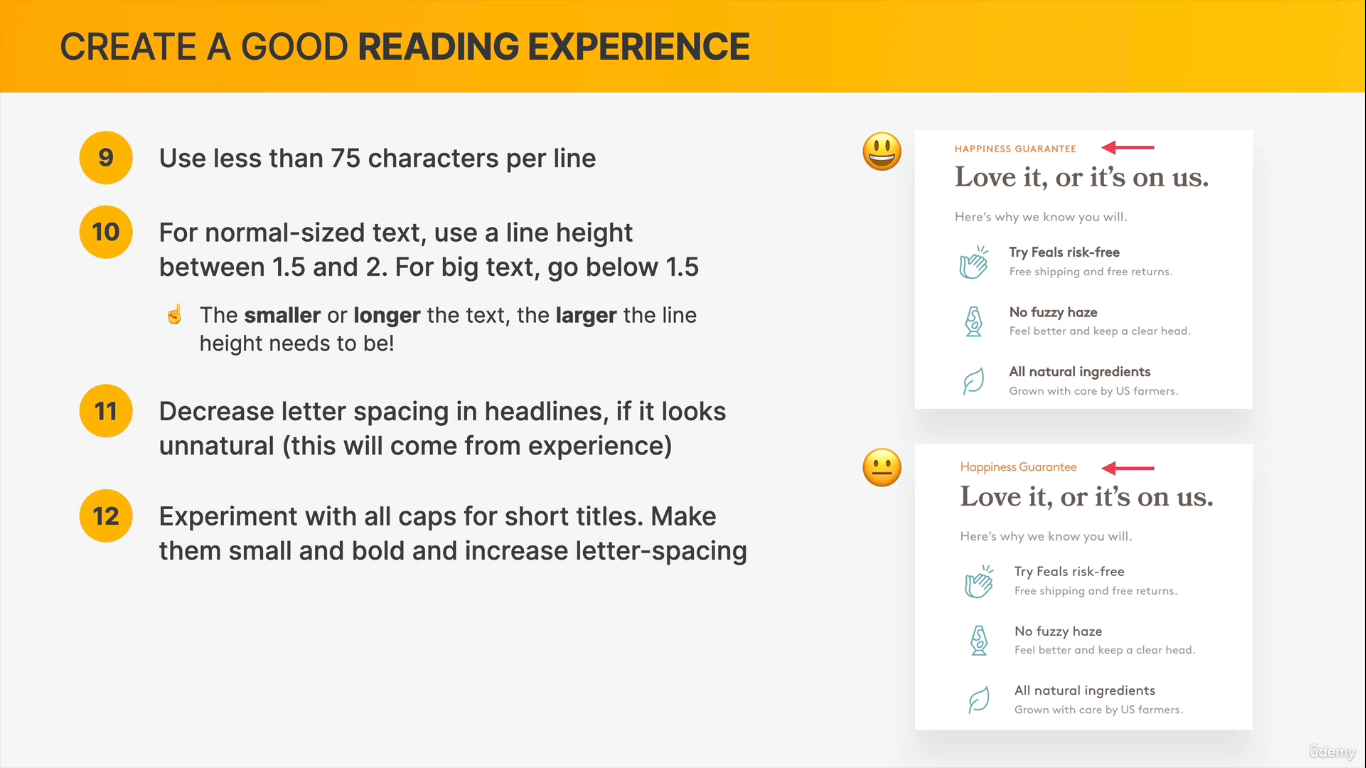 CREATE A GOOD READING EXPERIENCE
9
Use less than 75 characters per line
10
For normal-sized text, use a line height
between 1.5 and 2. For big text, go below 1.5
The smaller or longer the text, the larger the line
height needs to be!
11
Decrease letter spacing in headlines, if it looks
unnatural (this will come from experience)
12
Experiment with all caps for short titles. Make
them small and bold and increase letter-spacing
HAPPINESS GUARANTEE
Love it, or it's on us.
Here's why we know you will.
Try Feals risk-free
Free shipping and free returns.
No fuzzy haze
Feel better and keep a clear head.
All natural ingredients
Grown with care by US farmers.
Happiness Guarantee
Love it, or it's on us.
Here's why we know you will.
Try Feals risk-free
Free shipping and free returns.
No fuzzy haze
Feel better and keep a clear head.
All natural ingredients
Grown with care by US farmers.
ûdemy